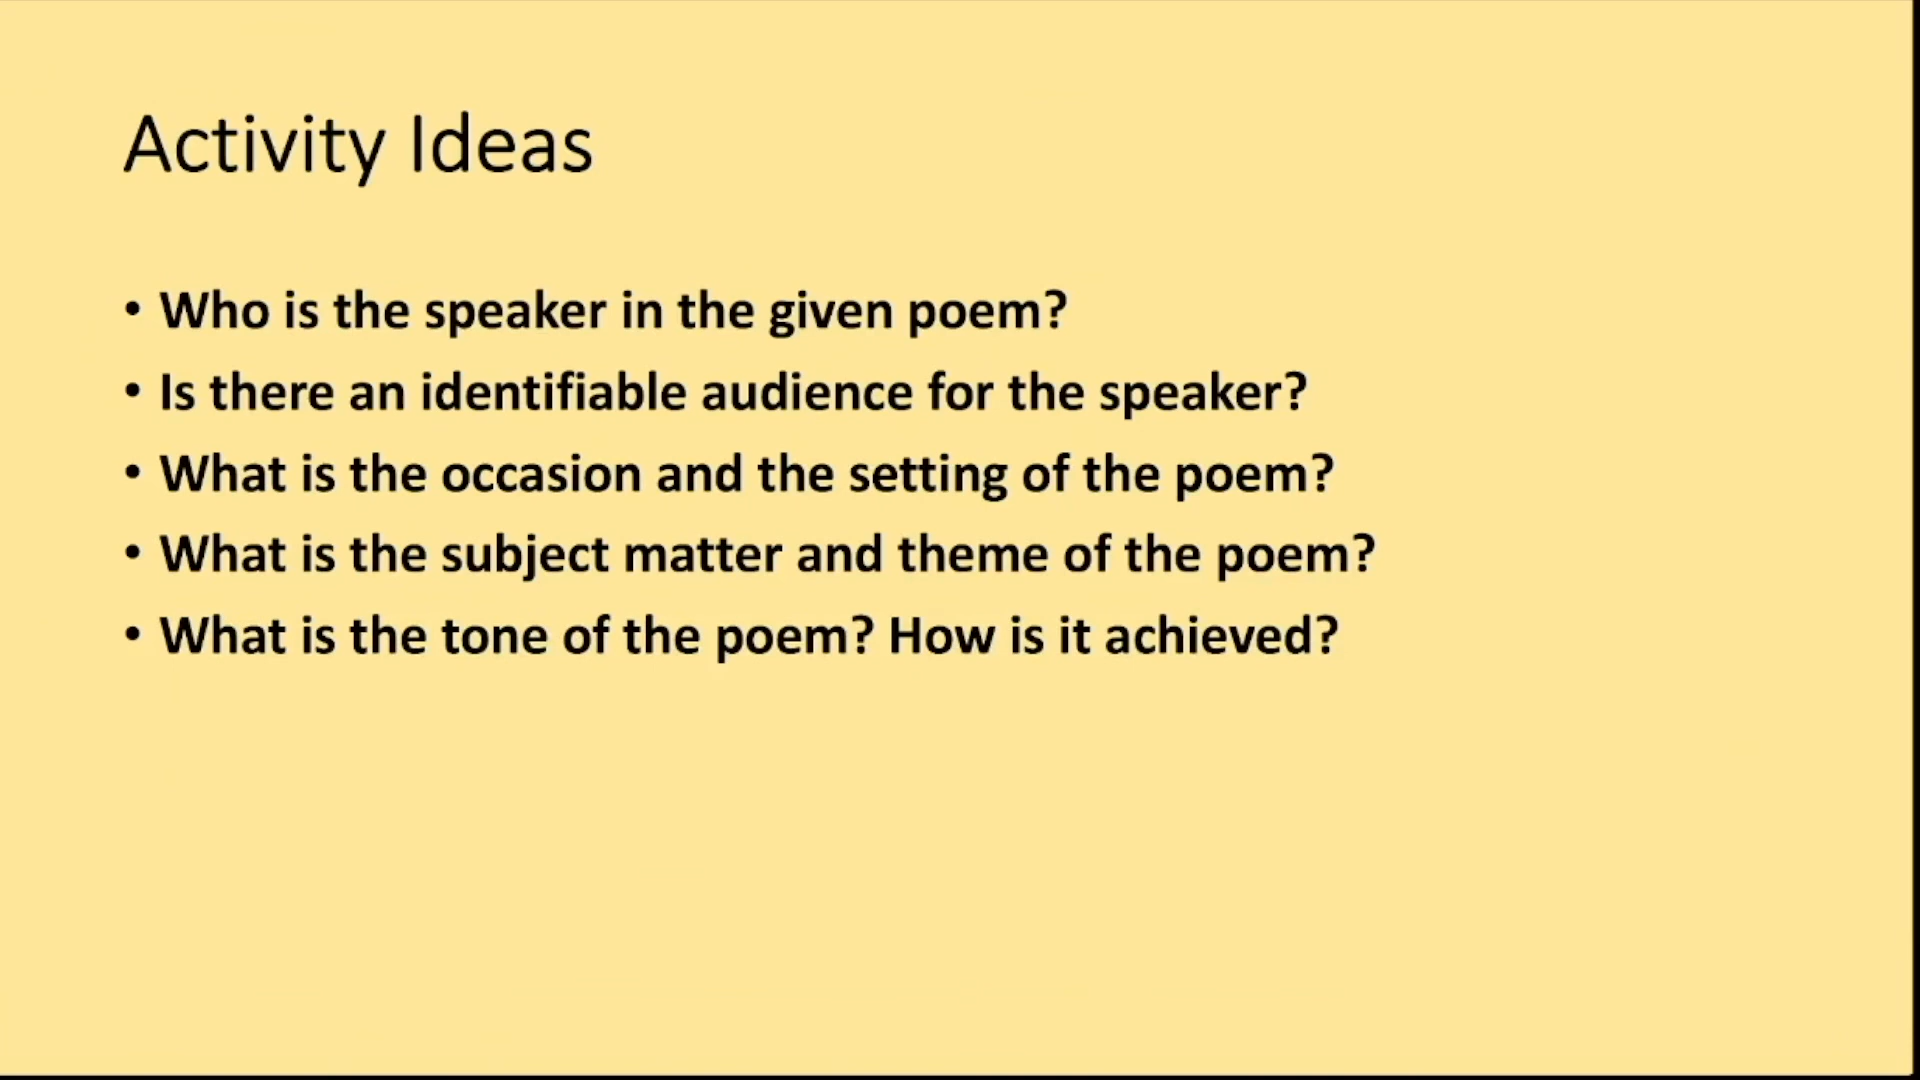 Activity Ideas
• Who is the speaker in the given poem?
• Is there an identifiable audience for the speaker?
• What is the occasion and the setting of the poem?
• What is the subject matter and theme of the poem?
• What is the tone of the poem? How is it achieved?